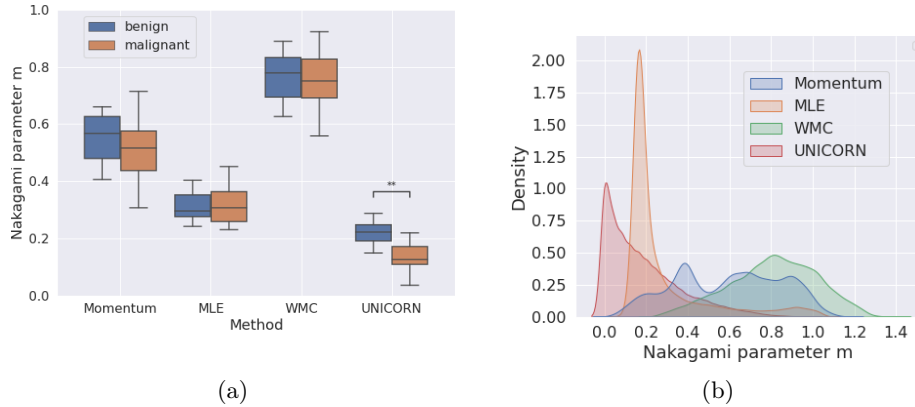 1.0
0.8
0.6
0.4
0.2
0.0
Nakagami parameter m
benign
malignant
**
Momentum MLE WMC UNICORN
Method
(a)
2.00
1.75
1.50
1.25
1.00
0.75
0.50
0.25
0.00
Density
Momentum
MLE
WMC
UNICORN
0.0 0.2 0.4 0.6 0.8 1.0 1.2 1.4
Nakagami parameter m
(b)